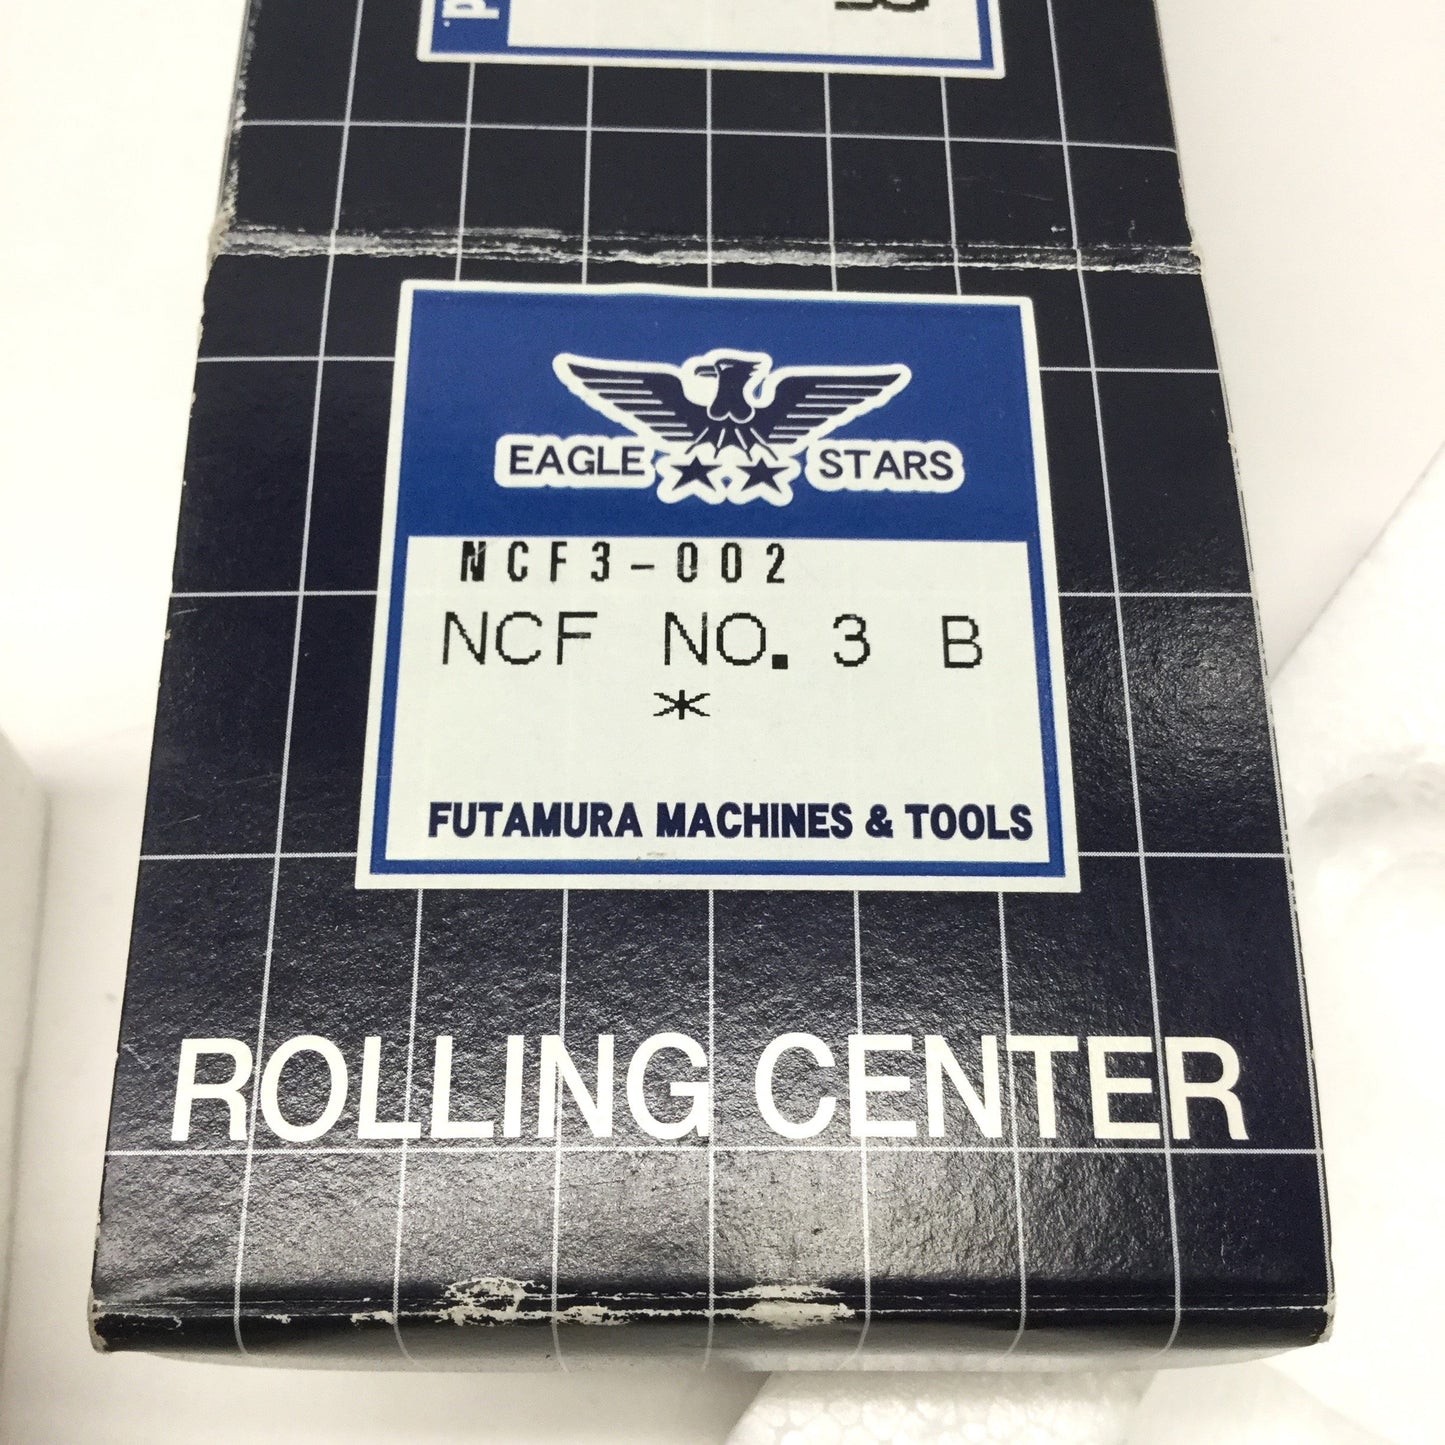 EAGLE STARS
NCF3-002
NCF NO. 3 B
*
FUTAMURA MACHINES & TOOLS
ROLLING CENTER